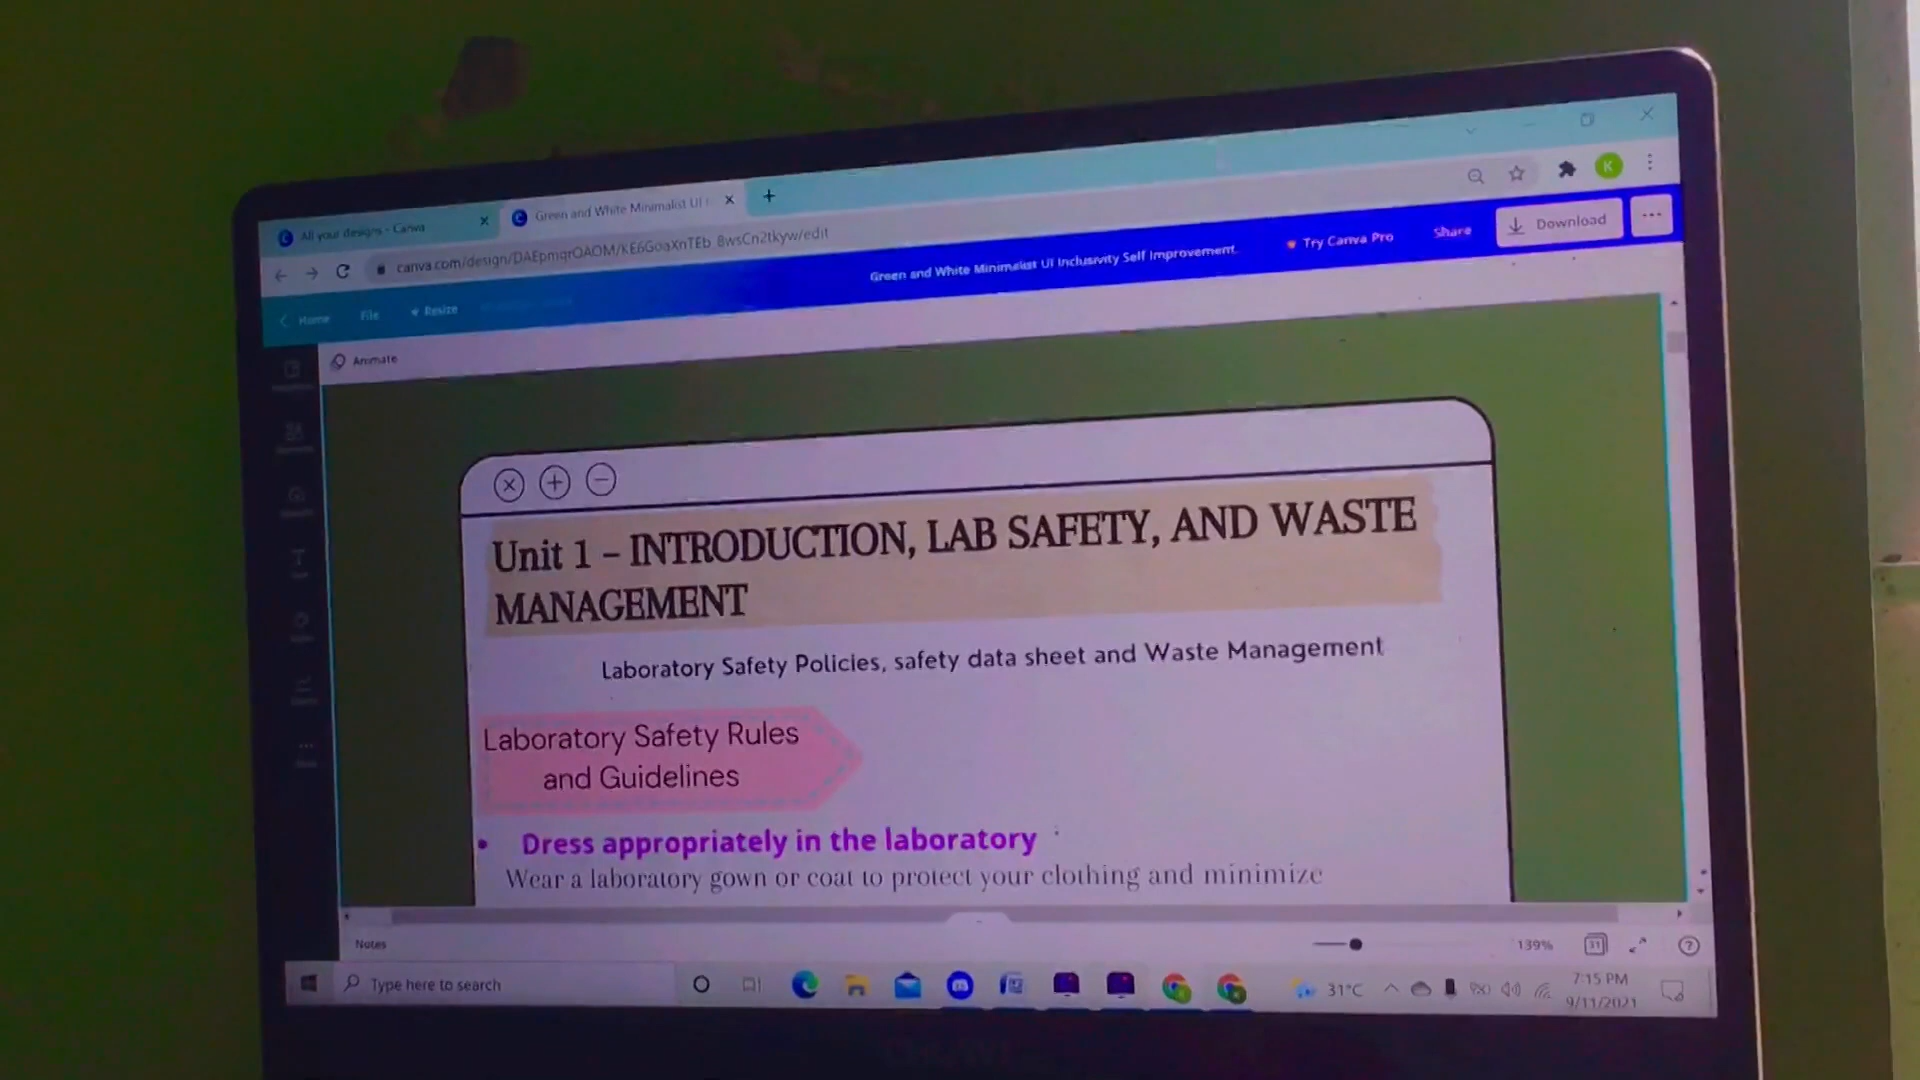 All your designs - Canva
Green and White Minimalist UI I
canva.com/design/DAEpmqrOAOM/KE6GoaXnTEb_8wsCn2tkyw/edit
Home
File
Resize
Green and White Minimalist UI Inclusivity Self Improvement
Try Canva Pro
Share
Download
K
Animate
Unit 1 – INTRODUCTION, LAB SAFETY, AND WASTE
MANAGEMENT
Laboratory Safety Policies, safety data sheet and Waste Management
Laboratory Safety Rules
and Guidelines
• Dress appropriately in the laboratory
Wear a laboratory gown or coat to protect your clothing and minimize
Notes
139%
31
Type here to search
31°C
7:15 PM
9/11/2021